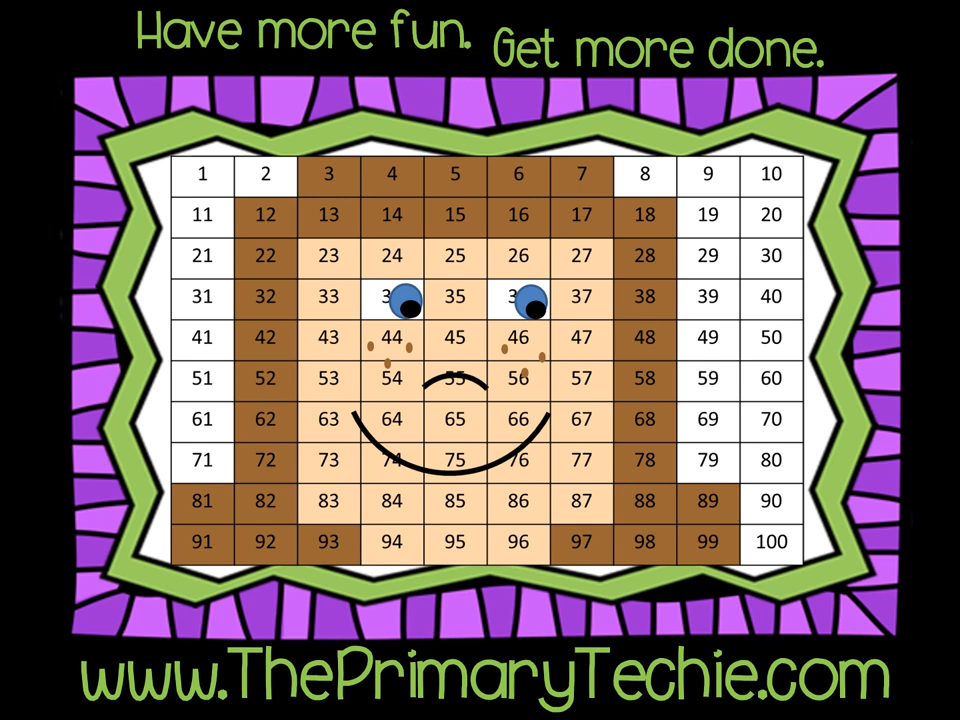 Have more fun. Get more done.
1 2 3 4 5 6 7 8 9 10
11 12 13 14 15 16 17 18 19 20
21 22 23 24 25 26 27 28 29 30
31 32 33 3 35 3 37 38 39 40
41 42 43 44 45 46 47 48 49 50
51 52 53 54 55 56 57 58 59 60
61 62 63 64 65 66 67 68 69 70
71 72 73 74 75 76 77 78 79 80
81 82 83 84 85 86 87 88 89 90
91 92 93 94 95 96 97 98 99 100
www.ThePrimaryTechie.com